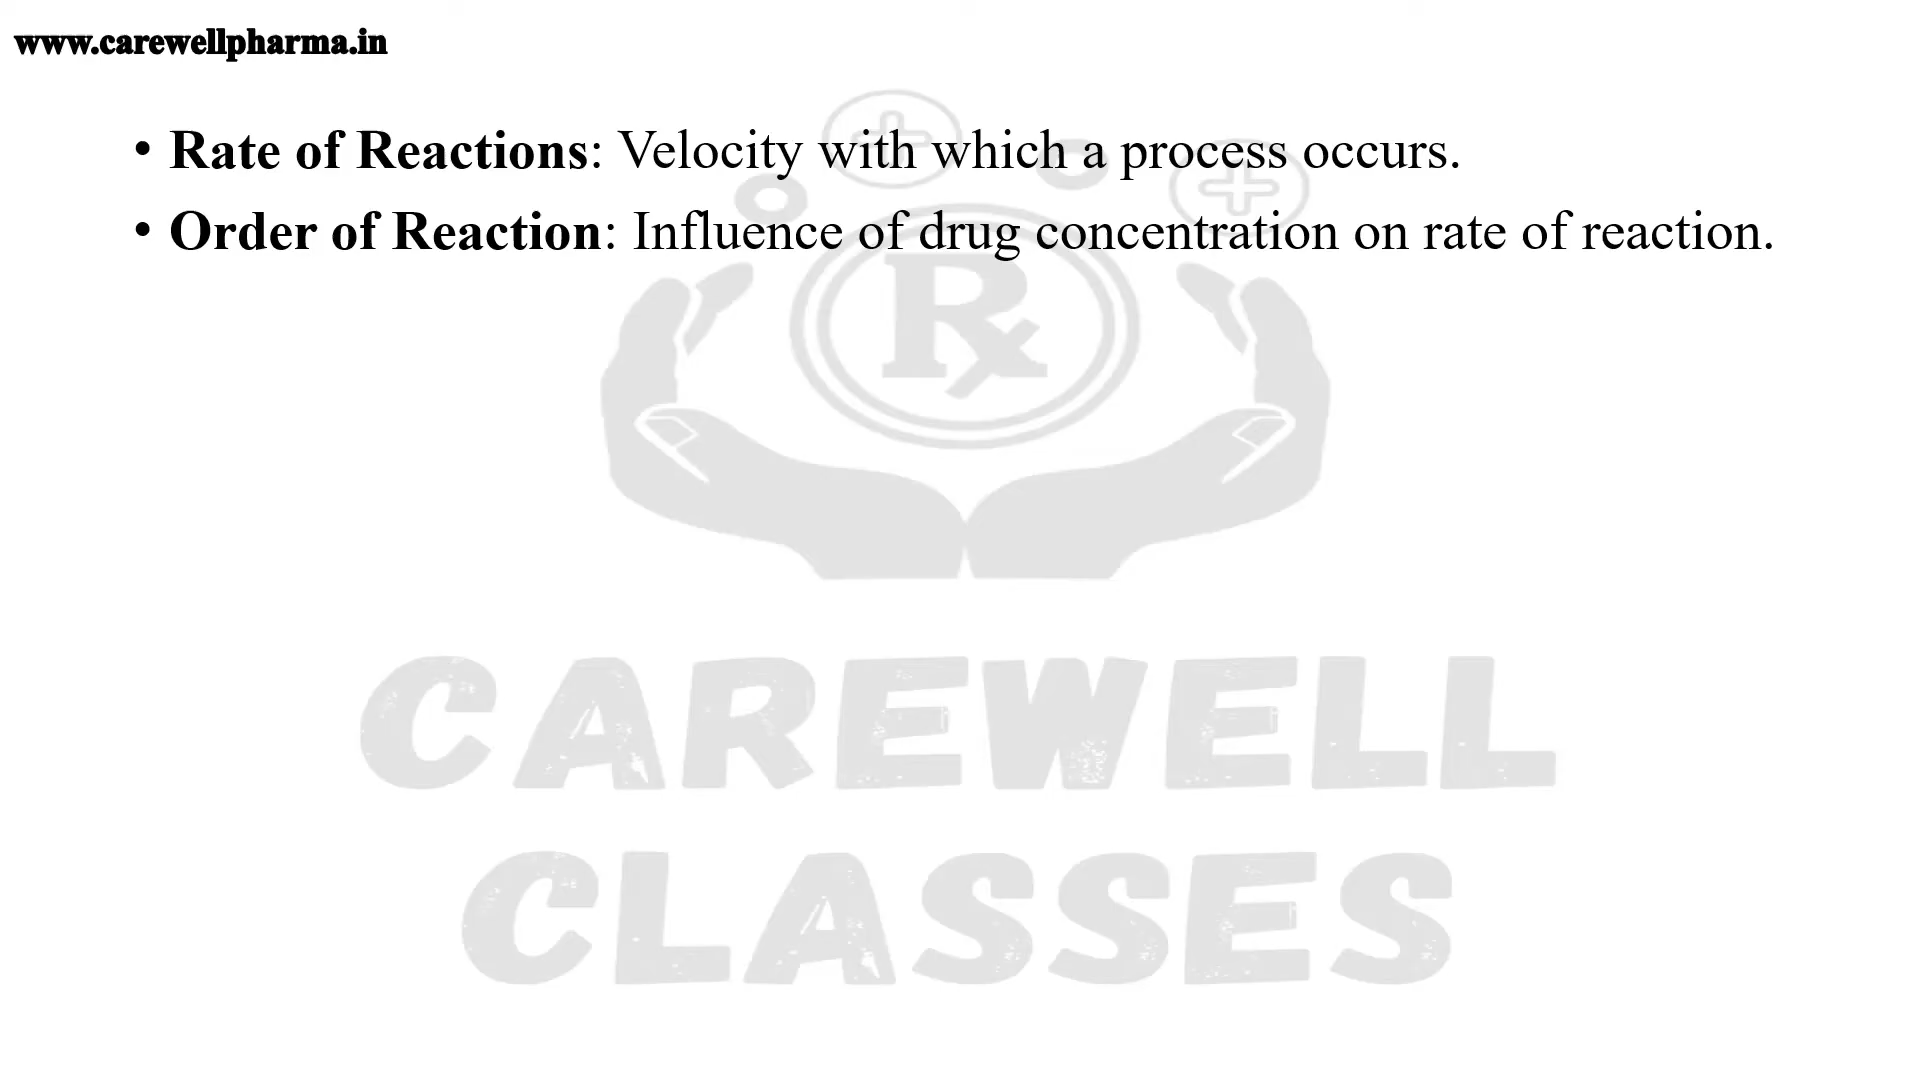 www.carewellpharma.in
• Rate of Reactions: Velocity with which a process occurs.
• Order of Reaction: Influence of drug concentration on rate of reaction.
Rx
CAREWELL
CLASSES